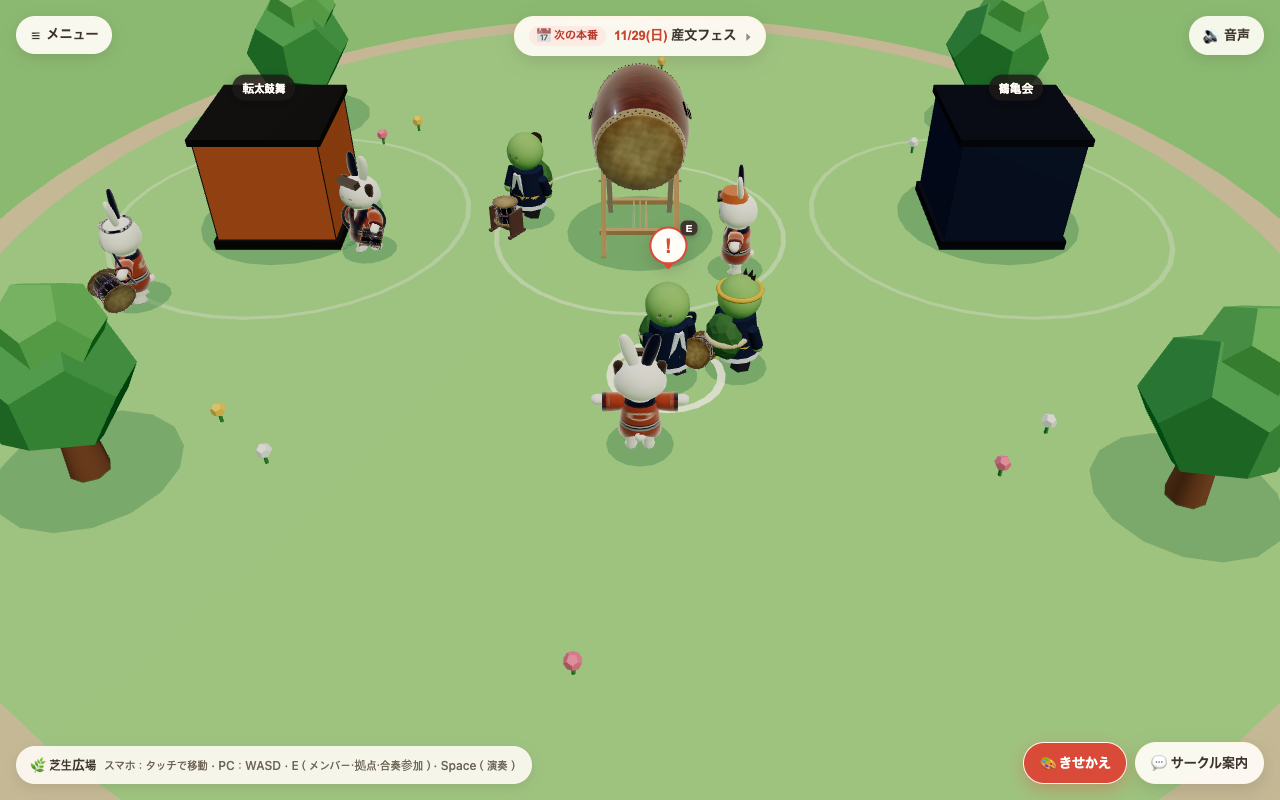 ≡ メニュー
📅 次の本番 11/29(日) 産文フェス ›
🔈 音声
転太鼓舞
鶴亀会
E
!
🌿 芝生広場 スマホ：タッチで移動 · PC：WASD · E ( メンバー·拠点·合奏参加 ) · Space ( 演奏 )
🎨 きせかえ
💬 サークル案内